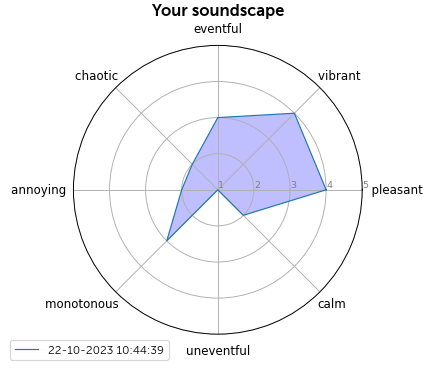 Your soundscape
eventful
chaotic
vibrant
annoying
1 2 3 4 5
pleasant
monotonous
calm
uneventful
22-10-2023 10:44:39